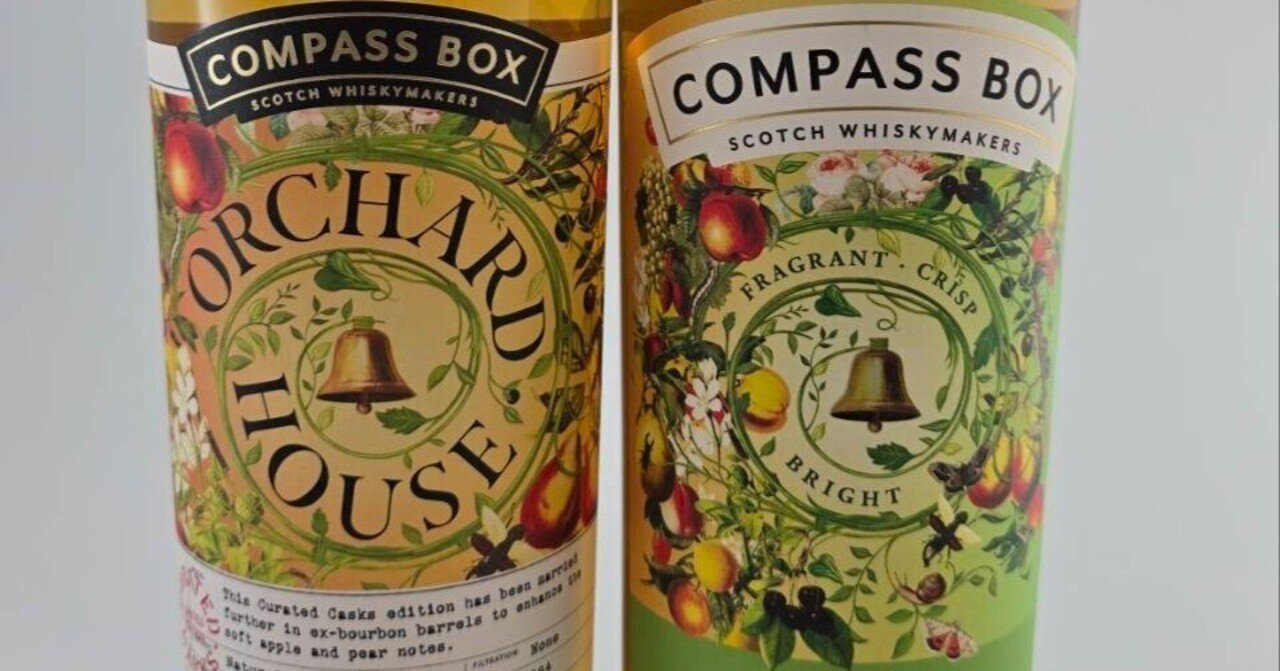 COMPASS BOX
SCOTCH WHISKYMAKERS
ORCHARD
HOUSE
This Curated Casks edition has been married
further in ex-bourbon barrels to enhance the
soft apple and pear notes.
FILTRATION None
COMPASS BOX
SCOTCH WHISKYMAKERS
FRAGRANT · CRISP
BRIGHT